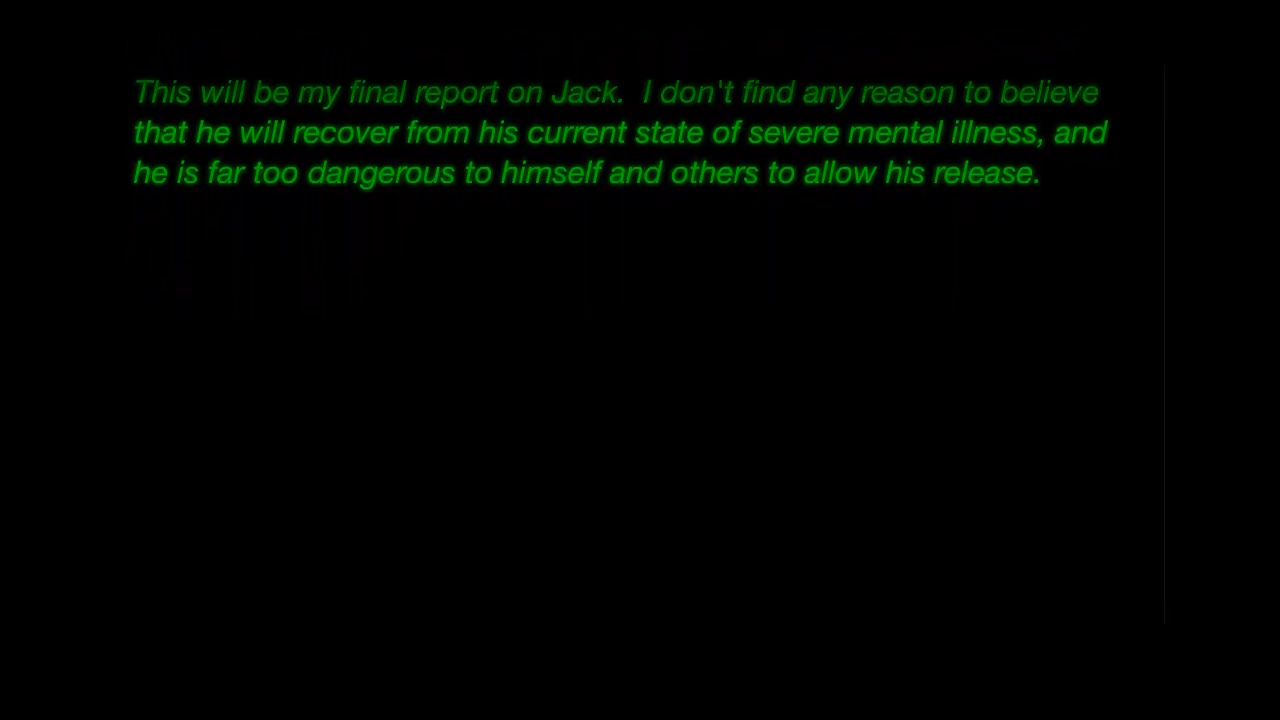 This will be my final report on Jack.  I don't find any reason to believe
that he will recover from his current state of severe mental illness, and
he is far too dangerous to himself and others to allow his release.